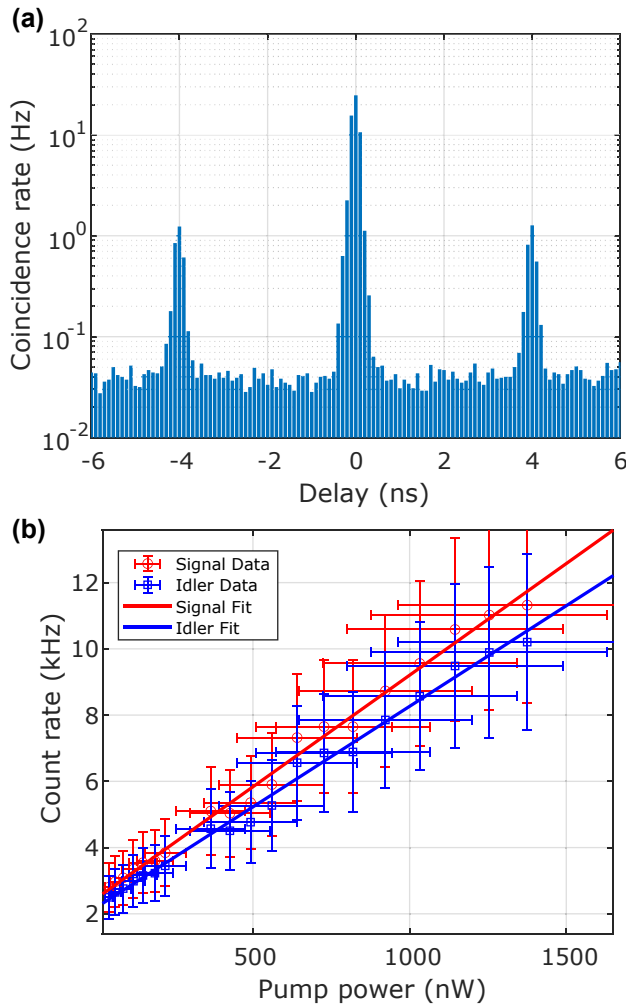 (a)
10^2
10^1
10^0
10^-1
10^-2
Coincidence rate (Hz)
-6 -4 -2 0 2 4 6
Delay (ns)
(b)
Signal Data
Idler Data
Signal Fit
Idler Fit
12
10
8
6
4
2
Count rate (kHz)
500 1000 1500
Pump power (nW)